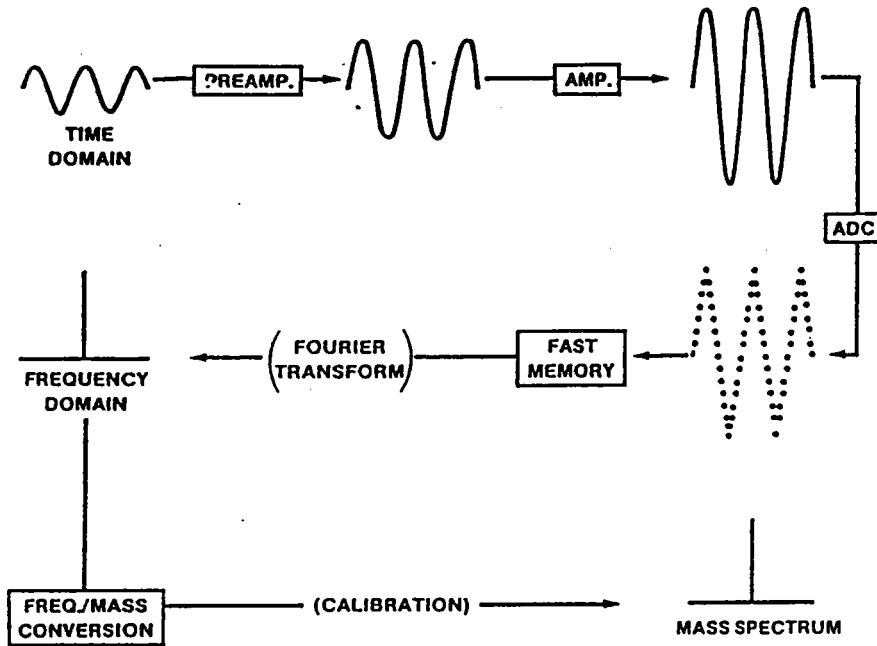 PREAMP.
AMP.
TIME
DOMAIN
ADC
FOURIER
TRANSFORM
FAST
MEMORY
FREQUENCY
DOMAIN
FREQ./MASS
CONVERSION
(CALIBRATION)
MASS SPECTRUM